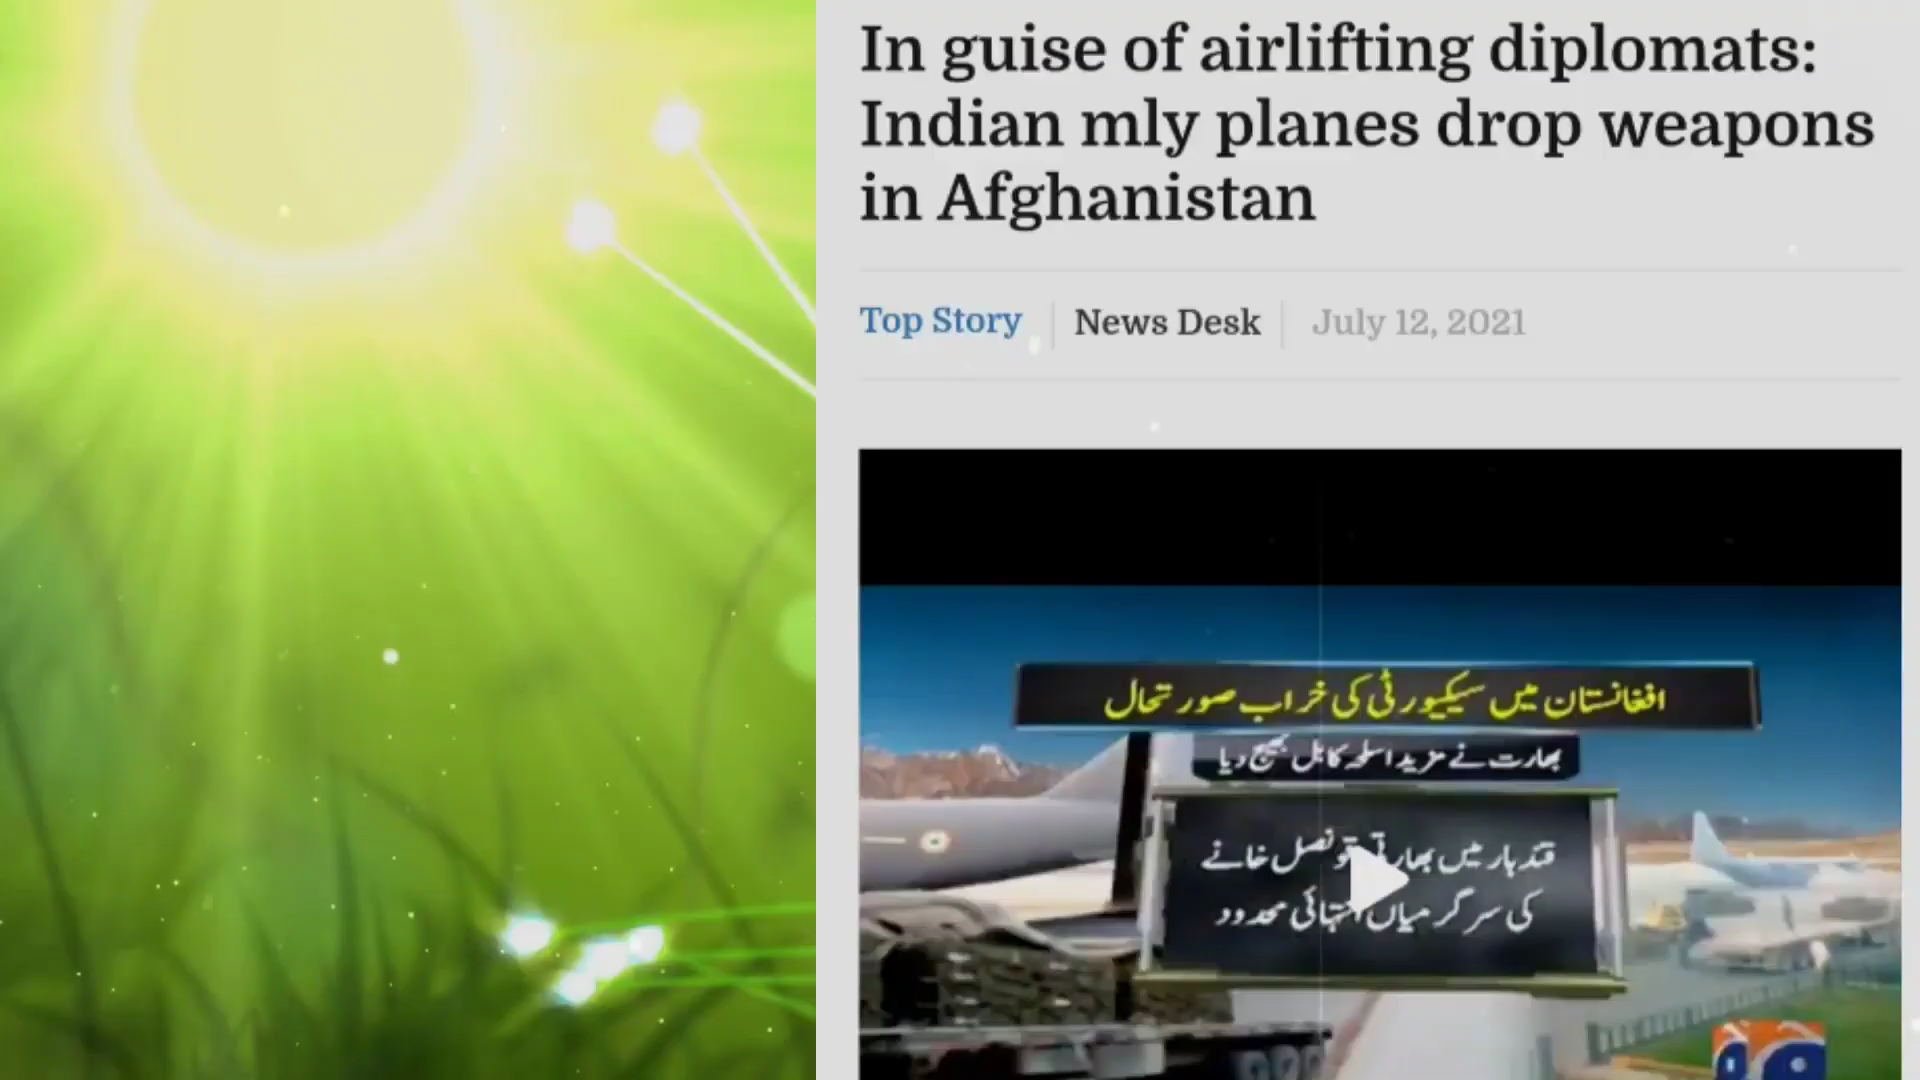 In guise of airlifting diplomats:
Indian mly planes drop weapons
in Afghanistan
Top Story | News Desk | July 12, 2021
افغانستان میں سیکیورٹی کی خراب صورتحال
بھارت نے مزید اسلحہ کابل بھیج دیا
قندہار میں بھارتی قونصل خانے
کی سرگرمیاں انتہائی محدود